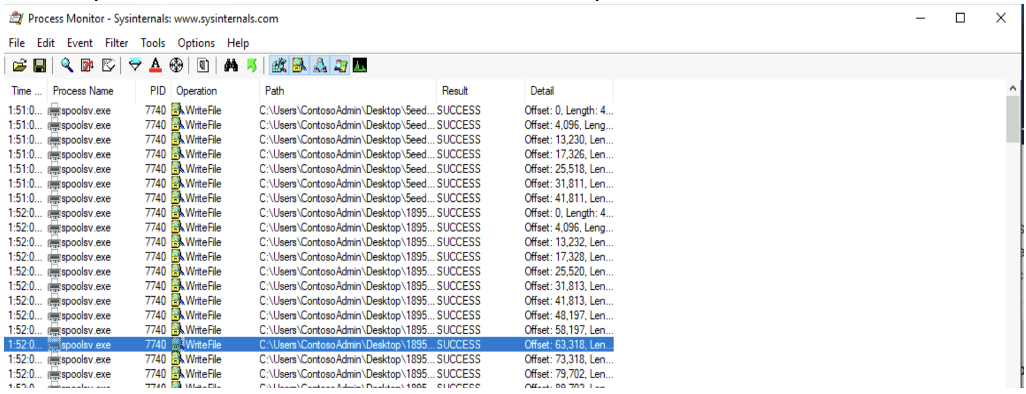 Process Monitor - Sysinternals: www.sysinternals.com
File Edit Event Filter Tools Options Help
Time ... Process Name PID Operation Path Result Detail
1:51:0... spoolsv.exe 7740 WriteFile C:\Users\ContosoAdmin\Desktop\5eed... SUCCESS Offset: 0, Length: 4...
1:51:0... spoolsv.exe 7740 WriteFile C:\Users\ContosoAdmin\Desktop\5eed... SUCCESS Offset: 4,096, Leng...
1:51:0... spoolsv.exe 7740 WriteFile C:\Users\ContosoAdmin\Desktop\5eed... SUCCESS Offset: 13,230, Len...
1:51:0... spoolsv.exe 7740 WriteFile C:\Users\ContosoAdmin\Desktop\5eed... SUCCESS Offset: 17,326, Len...
1:51:0... spoolsv.exe 7740 WriteFile C:\Users\ContosoAdmin\Desktop\5eed... SUCCESS Offset: 25,518, Len...
1:51:0... spoolsv.exe 7740 WriteFile C:\Users\ContosoAdmin\Desktop\5eed... SUCCESS Offset: 31,811, Len...
1:51:0... spoolsv.exe 7740 WriteFile C:\Users\ContosoAdmin\Desktop\5eed... SUCCESS Offset: 41,811, Len...
1:52:0... spoolsv.exe 7740 WriteFile C:\Users\ContosoAdmin\Desktop\1895... SUCCESS Offset: 0, Length: 4...
1:52:0... spoolsv.exe 7740 WriteFile C:\Users\ContosoAdmin\Desktop\1895... SUCCESS Offset: 4,096, Leng...
1:52:0... spoolsv.exe 7740 WriteFile C:\Users\ContosoAdmin\Desktop\1895... SUCCESS Offset: 13,232, Len...
1:52:0... spoolsv.exe 7740 WriteFile C:\Users\ContosoAdmin\Desktop\1895... SUCCESS Offset: 17,328, Len...
1:52:0... spoolsv.exe 7740 WriteFile C:\Users\ContosoAdmin\Desktop\1895... SUCCESS Offset: 25,520, Len...
1:52:0... spoolsv.exe 7740 WriteFile C:\Users\ContosoAdmin\Desktop\1895... SUCCESS Offset: 31,813, Len...
1:52:0... spoolsv.exe 7740 WriteFile C:\Users\ContosoAdmin\Desktop\1895... SUCCESS Offset: 41,813, Len...
1:52:0... spoolsv.exe 7740 WriteFile C:\Users\ContosoAdmin\Desktop\1895... SUCCESS Offset: 48,197, Len...
1:52:0... spoolsv.exe 7740 WriteFile C:\Users\ContosoAdmin\Desktop\1895... SUCCESS Offset: 58,197, Len...
1:52:0... spoolsv.exe 7740 WriteFile C:\Users\ContosoAdmin\Desktop\1895... SUCCESS Offset: 63,318, Len...
1:52:0... spoolsv.exe 7740 WriteFile C:\Users\ContosoAdmin\Desktop\1895... SUCCESS Offset: 73,318, Len...
1:52:0... spoolsv.exe 7740 WriteFile C:\Users\ContosoAdmin\Desktop\1895... SUCCESS Offset: 79,702, Len...